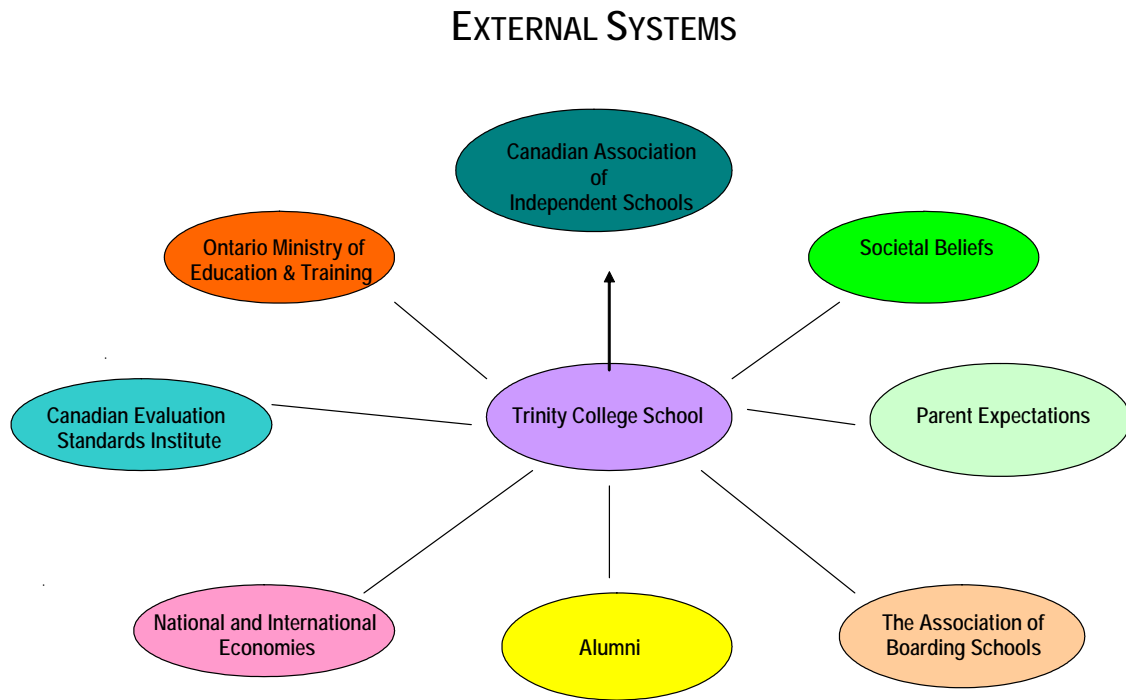 EXTERNAL SYSTEMS
Canadian Association
of
Independent Schools
Ontario Ministry of
Education & Training
Societal Beliefs
Canadian Evaluation
Standards Institute
Trinity College School
Parent Expectations
National and International
Economies
Alumni
The Association of
Boarding Schools